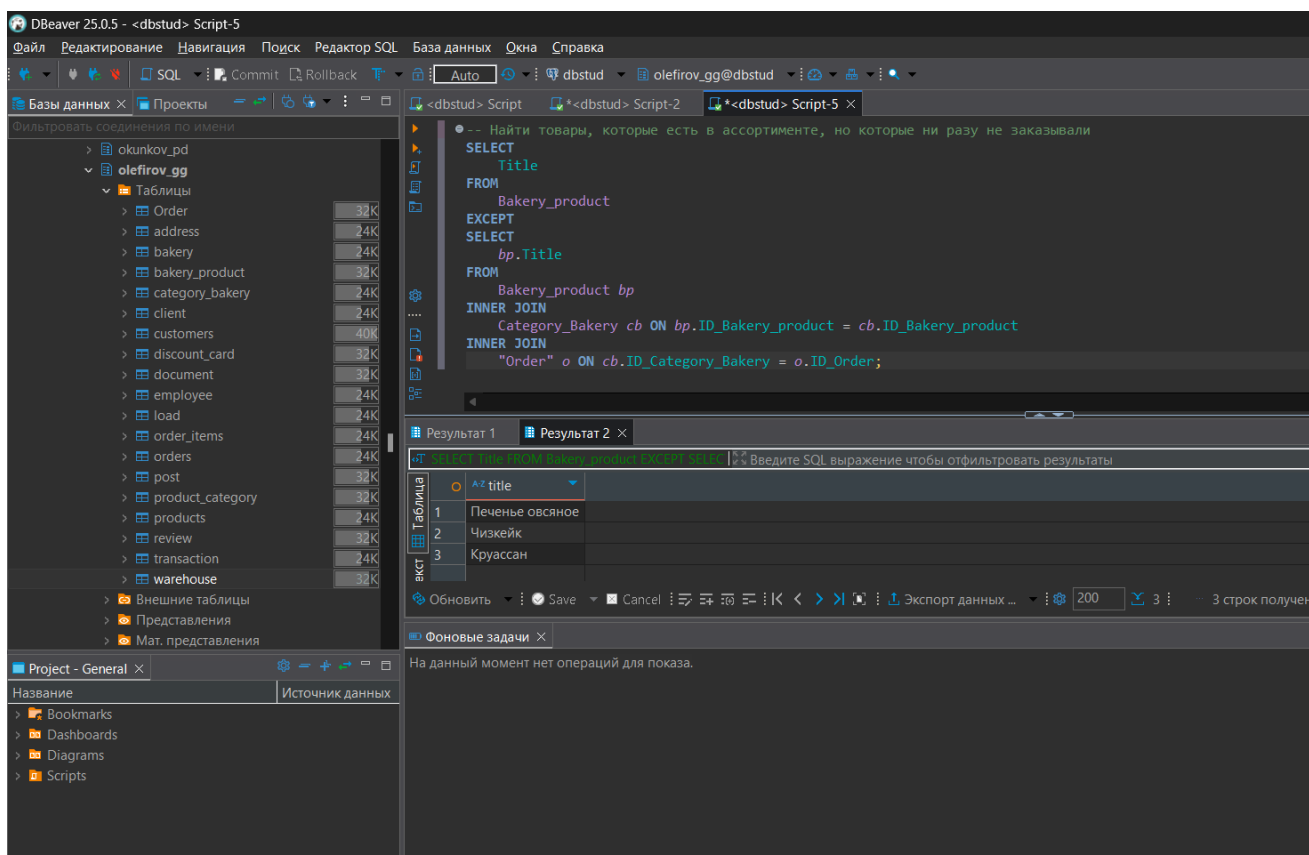 DBeaver 25.0.5 - <dbstud> Script-5
Файл Редактирование Навигация Поиск Редактор SQL База данных Окна Справка
SQL Commit Rollback Auto dbstud olefirov_gg@dbstud
Базы данных Проекты
<dbstud> Script *<dbstud> Script-2 *<dbstud> Script-5
Фильтровать соединения по имени
okunkov_pd
olefirov_gg
Таблицы
Order 32K
address 24K
bakery 24K
bakery_product 32K
category_bakery 24K
client 24K
customers 40K
discount_card 32K
document 32K
employee 24K
load 24K
order_items 24K
orders 24K
post 32K
product_category 32K
products 24K
review 32K
transaction 24K
warehouse 32K
Внешние таблицы
Представления
Мат. представления
-- Найти товары, которые есть в ассортименте, но которые ни разу не заказывали
SELECT
Title
FROM
Bakery_product
EXCEPT
SELECT
bp.Title
FROM
Bakery_product bp
INNER JOIN
Category_Bakery cb ON bp.ID_Bakery_product = cb.ID_Bakery_product
INNER JOIN
"Order" o ON cb.ID_Category_Bakery = o.ID_Order;
Результат 1 Результат 2
SELECT Title FROM Bakery_product EXCEPT SELEC Введите SQL выражение чтобы отфильтровать результаты
Таблица
A-Z title
1 Печенье овсяное
2 Чизкейк
3 Круассан
екст
Обновить Save Cancel Экспорт данных ... 200 3 3 строк получен
Фоновые задачи
На данный момент нет операций для показа.
Project - General
Название Источник данных
Bookmarks
Dashboards
Diagrams
Scripts